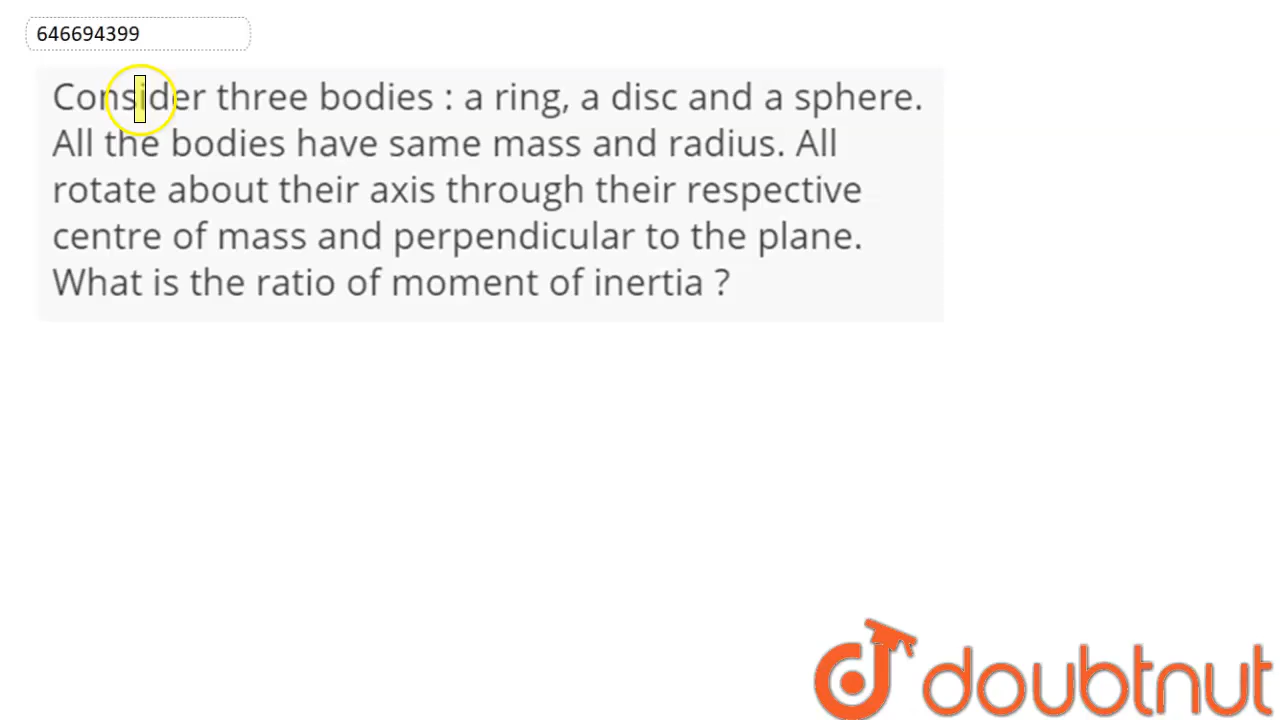 646694399
Consider three bodies : a ring, a disc and a sphere.
All the bodies have same mass and radius. All
rotate about their axis through their respective
centre of mass and perpendicular to the plane.
What is the ratio of moment of inertia ?
doubtnut